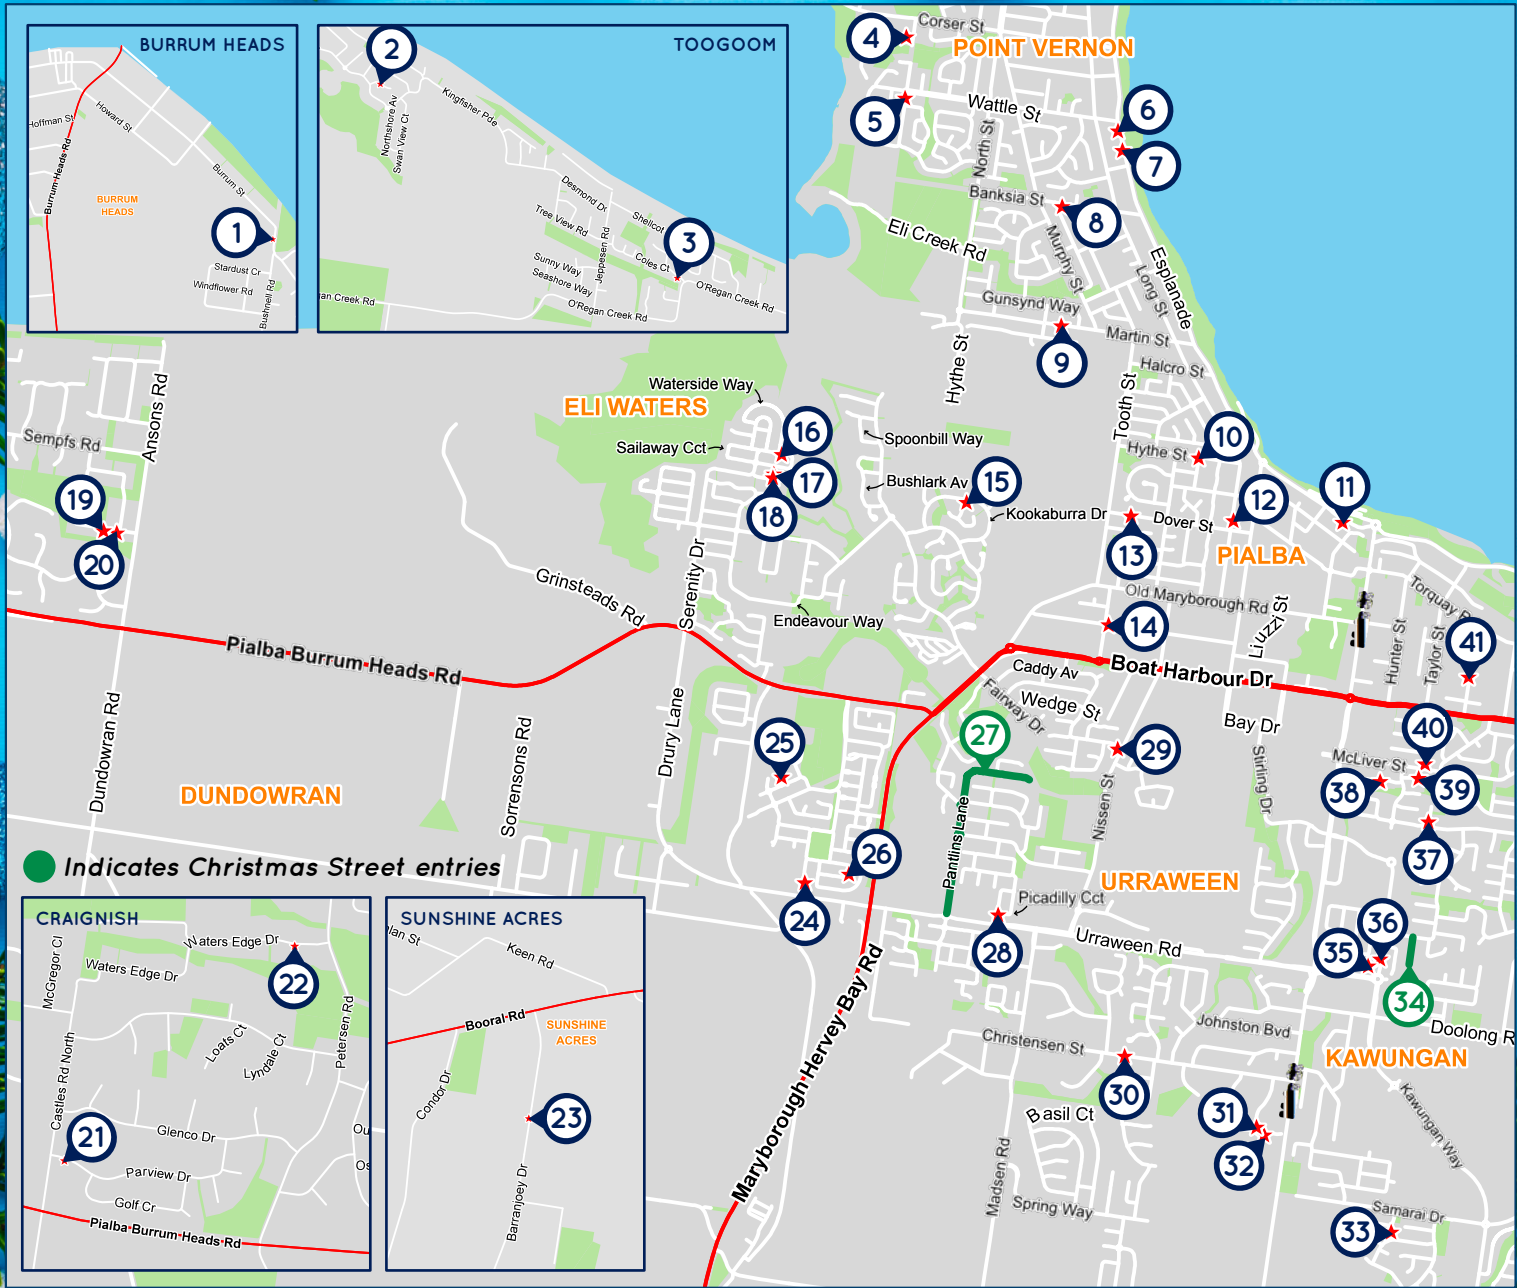 BURRUM HEADS
Hoffman St
Howard St
Burrum Heads Rd
Burrum St
BURRUM
HEADS
1
Stardust Cr
Windflower Rd
Bushnell Rd
TOOGOOM
2
Kingfisher Pde
Northshore Av
Swan View Ct
Desmond Dr
Tree View Rd
Shellcot
3
Jeppesen Rd
Coles Ct
Sunny Way
Seashore Way
O'Regan Creek Rd
O'Regan Creek Rd
an Creek Rd
4
Corser St
POINT VERNON
5
Wattle St
6
7
North St
Banksia St
8
Eli Creek Rd
Murphy St
Esplanade
Long St
Gunsynd Way
Martin St
9
Hythe St
Halcro St
Tooth St
Waterside Way
ELI WATERS
Sailaway Cct
16
17
18
Spoonbill Way
Bushlark Av
15
Kookaburra Dr
Hythe St
10
11
12
Dover St
13
PIALBA
Ansons Rd
Sempfs Rd
19
20
Serenity Dr
Grinsteads Rd
Endeavour Way
Old Maryborough Rd
14
Liuzzi St
Torquay R
Hunter St
Taylor St
41
Pialba Burrum Heads Rd
Caddy Av
Boat Harbour Dr
Fairway Dr
Wedge St
Bay Dr
Dundowran Rd
Drury Lane
Sorrensons Rd
25
27
29
40
McLiver St
38
39
Stirling Dr
Nissen St
DUNDOWRAN
Pantlins Lane
37
26
Indicates Christmas Street entries
24
URRAWEEN
Picadilly Cct
28
Urraween Rd
36
35
34
CRAIGNISH
McGregor Cl
Waters Edge Dr
Waters Edge Dr
22
Loafs Ct
Lyndale Ct
Petersen Rd
Castles Rd North
21
Glenco Dr
Ou
Parview Dr
Os
Golf Cr
Pialba Burrum Heads Rd
SUNSHINE ACRES
lan St
Keen Rd
Booral Rd
SUNSHINE
ACRES
Condor Dr
23
Barranjoey Dr
Maryborough Hervey Bay Rd
Christensen St
Johnston Bvd
Doolong R
KAWUNGAN
30
Basil Ct
31
32
Kawungan Way
Madsen Rd
Spring Way
Samarai Dr
33